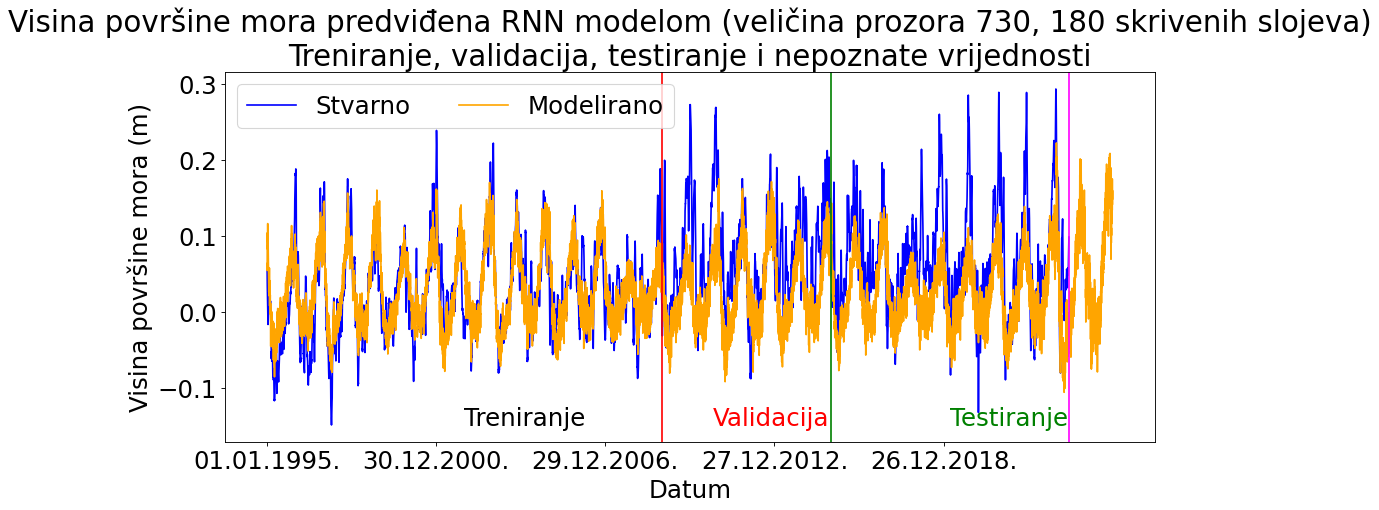 Visina površine mora predviđena RNN modelom (veličina prozora 730, 180 skrivenih slojeva)
Treniranje, validacija, testiranje i nepoznate vrijednosti
Stvarno Modelirano
Visina površine mora (m)
0.3
0.2
0.1
0.0
−0.1
Treniranje Validacija Testiranje
01.01.1995. 30.12.2000. 29.12.2006. 27.12.2012. 26.12.2018.
Datum